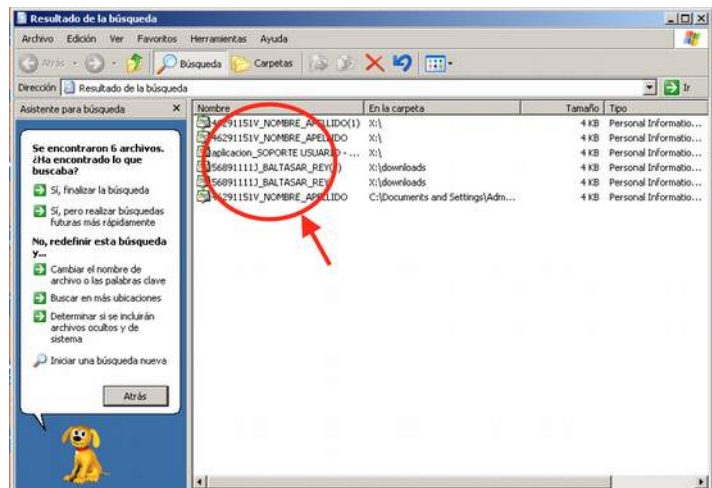 Resultado de la búsqueda
Archivo Edición Ver Favoritos Herramientas Ayuda
Atrás Búsqueda Carpetas
Dirección Resultado de la búsqueda Ir
Asistente para búsqueda
Se encontraron 6 archivos.
¿Ha encontrado lo que
buscaba?
Sí, finalizar la búsqueda
Sí, pero realizar búsquedas
futuras más rápidamente
No, redefinir esta búsqueda
y...
Cambiar el nombre de
archivo o las palabras clave
Buscar en más ubicaciones
Determinar si se incluirán
archivos ocultos y de
sistema
Iniciar una búsqueda nueva
Atrás
Nombre En la carpeta Tamaño Tipo
46291151V_NOMBRE_APELLIDO(1) X:\ 4 KB Personal Informatio...
46291151V_NOMBRE_APELLIDO X:\ 4 KB Personal Informatio...
aplicacion_SOPORTE USUARIO - ... X:\ 4 KB Personal Informatio...
56891111J_BALTASAR_REY( ) X:\downloads 4 KB Personal Informatio...
56891111J_BALTASAR_REY X:\downloads 4 KB Personal Informatio...
46291151V_NOMBRE_APELLIDO C:\Documents and Settings\Adm... 4 KB Personal Informatio...